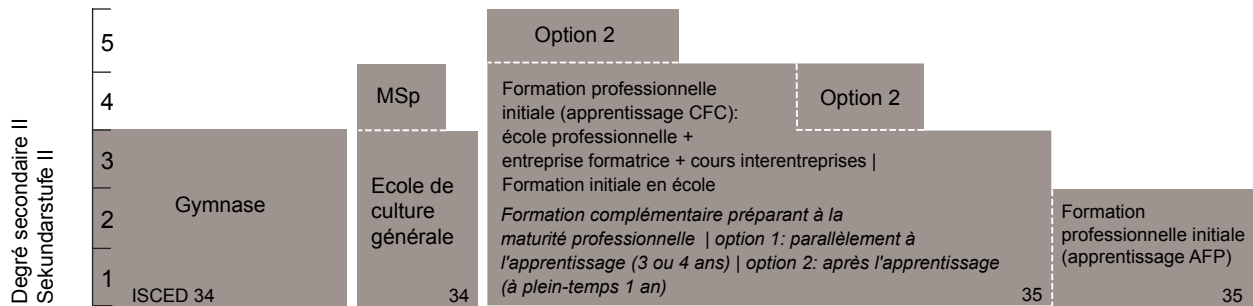 Degré secondaire II
Sekundarstufe II
5
4
3
2
1
Gymnase
ISCED 34
MSp
Ecole de
culture
générale
34
Option 2
Formation professionnelle
initiale (apprentissage CFC):
école professionnelle +
entreprise formatrice + cours interentreprises |
Formation initiale en école
Formation complémentaire préparant à la
maturité professionnelle | option 1: parallèlement à
l'apprentissage (3 ou 4 ans) | option 2: après l'apprentissage
(à plein-temps 1 an)
35
Option 2
Formation
professionnelle initiale
(apprentissage AFP)
35